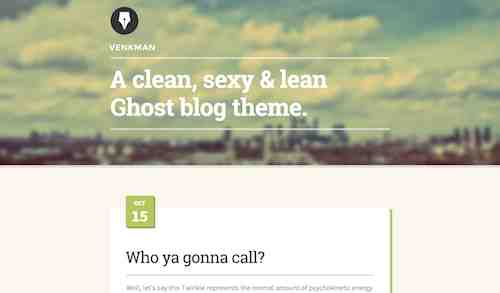 VENKMAN
A clean, sexy & lean
Ghost blog theme.
OCT
15
Who ya gonna call?
Well, let's say this Twinkie represents the normal amount of psychokinetic energy